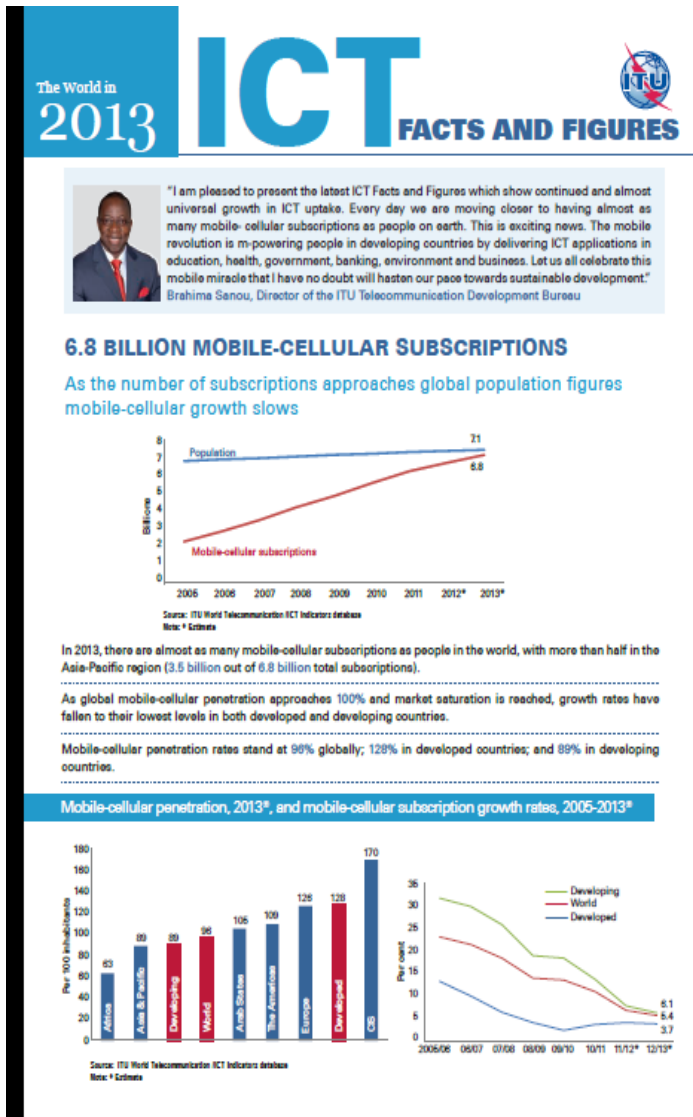 The World in
2013
ICT
FACTS AND FIGURES
ITU
"I am pleased to present the latest ICT Facts and Figures which show continued and almost
universal growth in ICT uptake. Every day we are moving closer to having almost as
many mobile- cellular subscriptions as people on earth. This is exciting news. The mobile
revolution is m-powering people in developing countries by delivering ICT applications in
education, health, government, banking, environment and business. Let us all celebrate this
mobile miracle that I have no doubt will hasten our pace towards sustainable development."
Brahima Sanou, Director of the ITU Telecommunication Development Bureau
6.8 BILLION MOBILE-CELLULAR SUBSCRIPTIONS
As the number of subscriptions approaches global population figures
mobile-cellular growth slows
8
7
6
5
4
3
2
1
0
Billions
Population
7.1
6.8
Mobile-cellular subscriptions
2005 2006 2007 2008 2009 2010 2011 2012* 2013*
Source: ITU World Telecommunication /ICT Indicators database
Note: * Estimate
In 2013, there are almost as many mobile-cellular subscriptions as people in the world, with more than half in the
Asia-Pacific region (3.5 billion out of 6.8 billion total subscriptions).
As global mobile-cellular penetration approaches 100% and market saturation is reached, growth rates have
fallen to their lowest levels in both developed and developing countries.
Mobile-cellular penetration rates stand at 96% globally; 128% in developed countries; and 89% in developing
countries.
Mobile-cellular penetration, 2013*, and mobile-cellular subscription growth rates, 2005-2013*
180
160
140
120
100
80
60
40
20
0
Per 100 inhabitants
63 89 89 96 105 109 126 128 170
Africa
Asia & Pacific
Developing
World
Arab States
The Americas
Europe
Developed
CIS
Source: ITU World Telecommunication /ICT Indicators database
Note: * Estimate
35
30
25
20
15
10
5
0
Per cent
Developing
World
Developed
6.1
5.4
3.7
2005/06 06/07 07/08 08/09 09/10 10/11 11/12* 12/13*